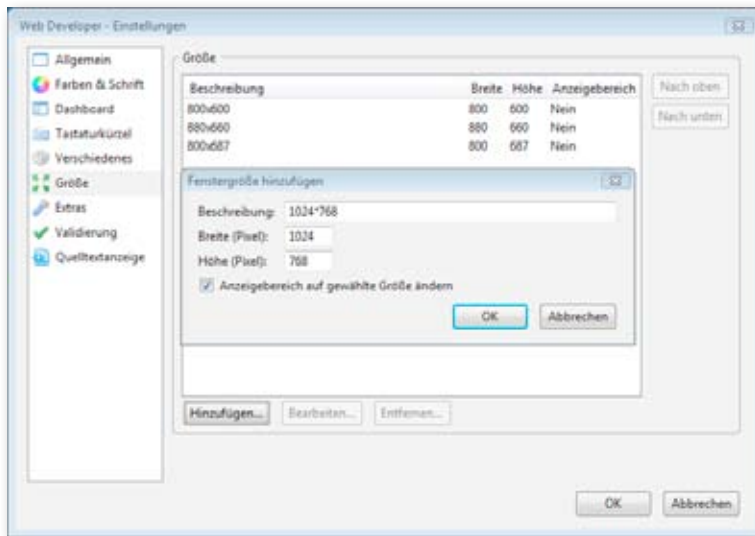 Web Developer - Einstellungen
Allgemein
Farben & Schrift
Dashboard
Tastaturkürzel
Verschiedenes
Größe
Extras
Validierung
Quelltextanzeige
Größe
Beschreibung Breite Höhe Anzeigebereich
800x600 800 600 Nein
880x660 880 660 Nein
800x687 800 687 Nein
Nach oben
Nach unten
Fenstergröße hinzufügen
Beschreibung: 1024*768
Breite (Pixel): 1024
Höhe (Pixel): 768
Anzeigebereich auf gewählte Größe ändern
OK Abbrechen
Hinzufügen... Bearbeiten... Entfernen...
OK Abbrechen